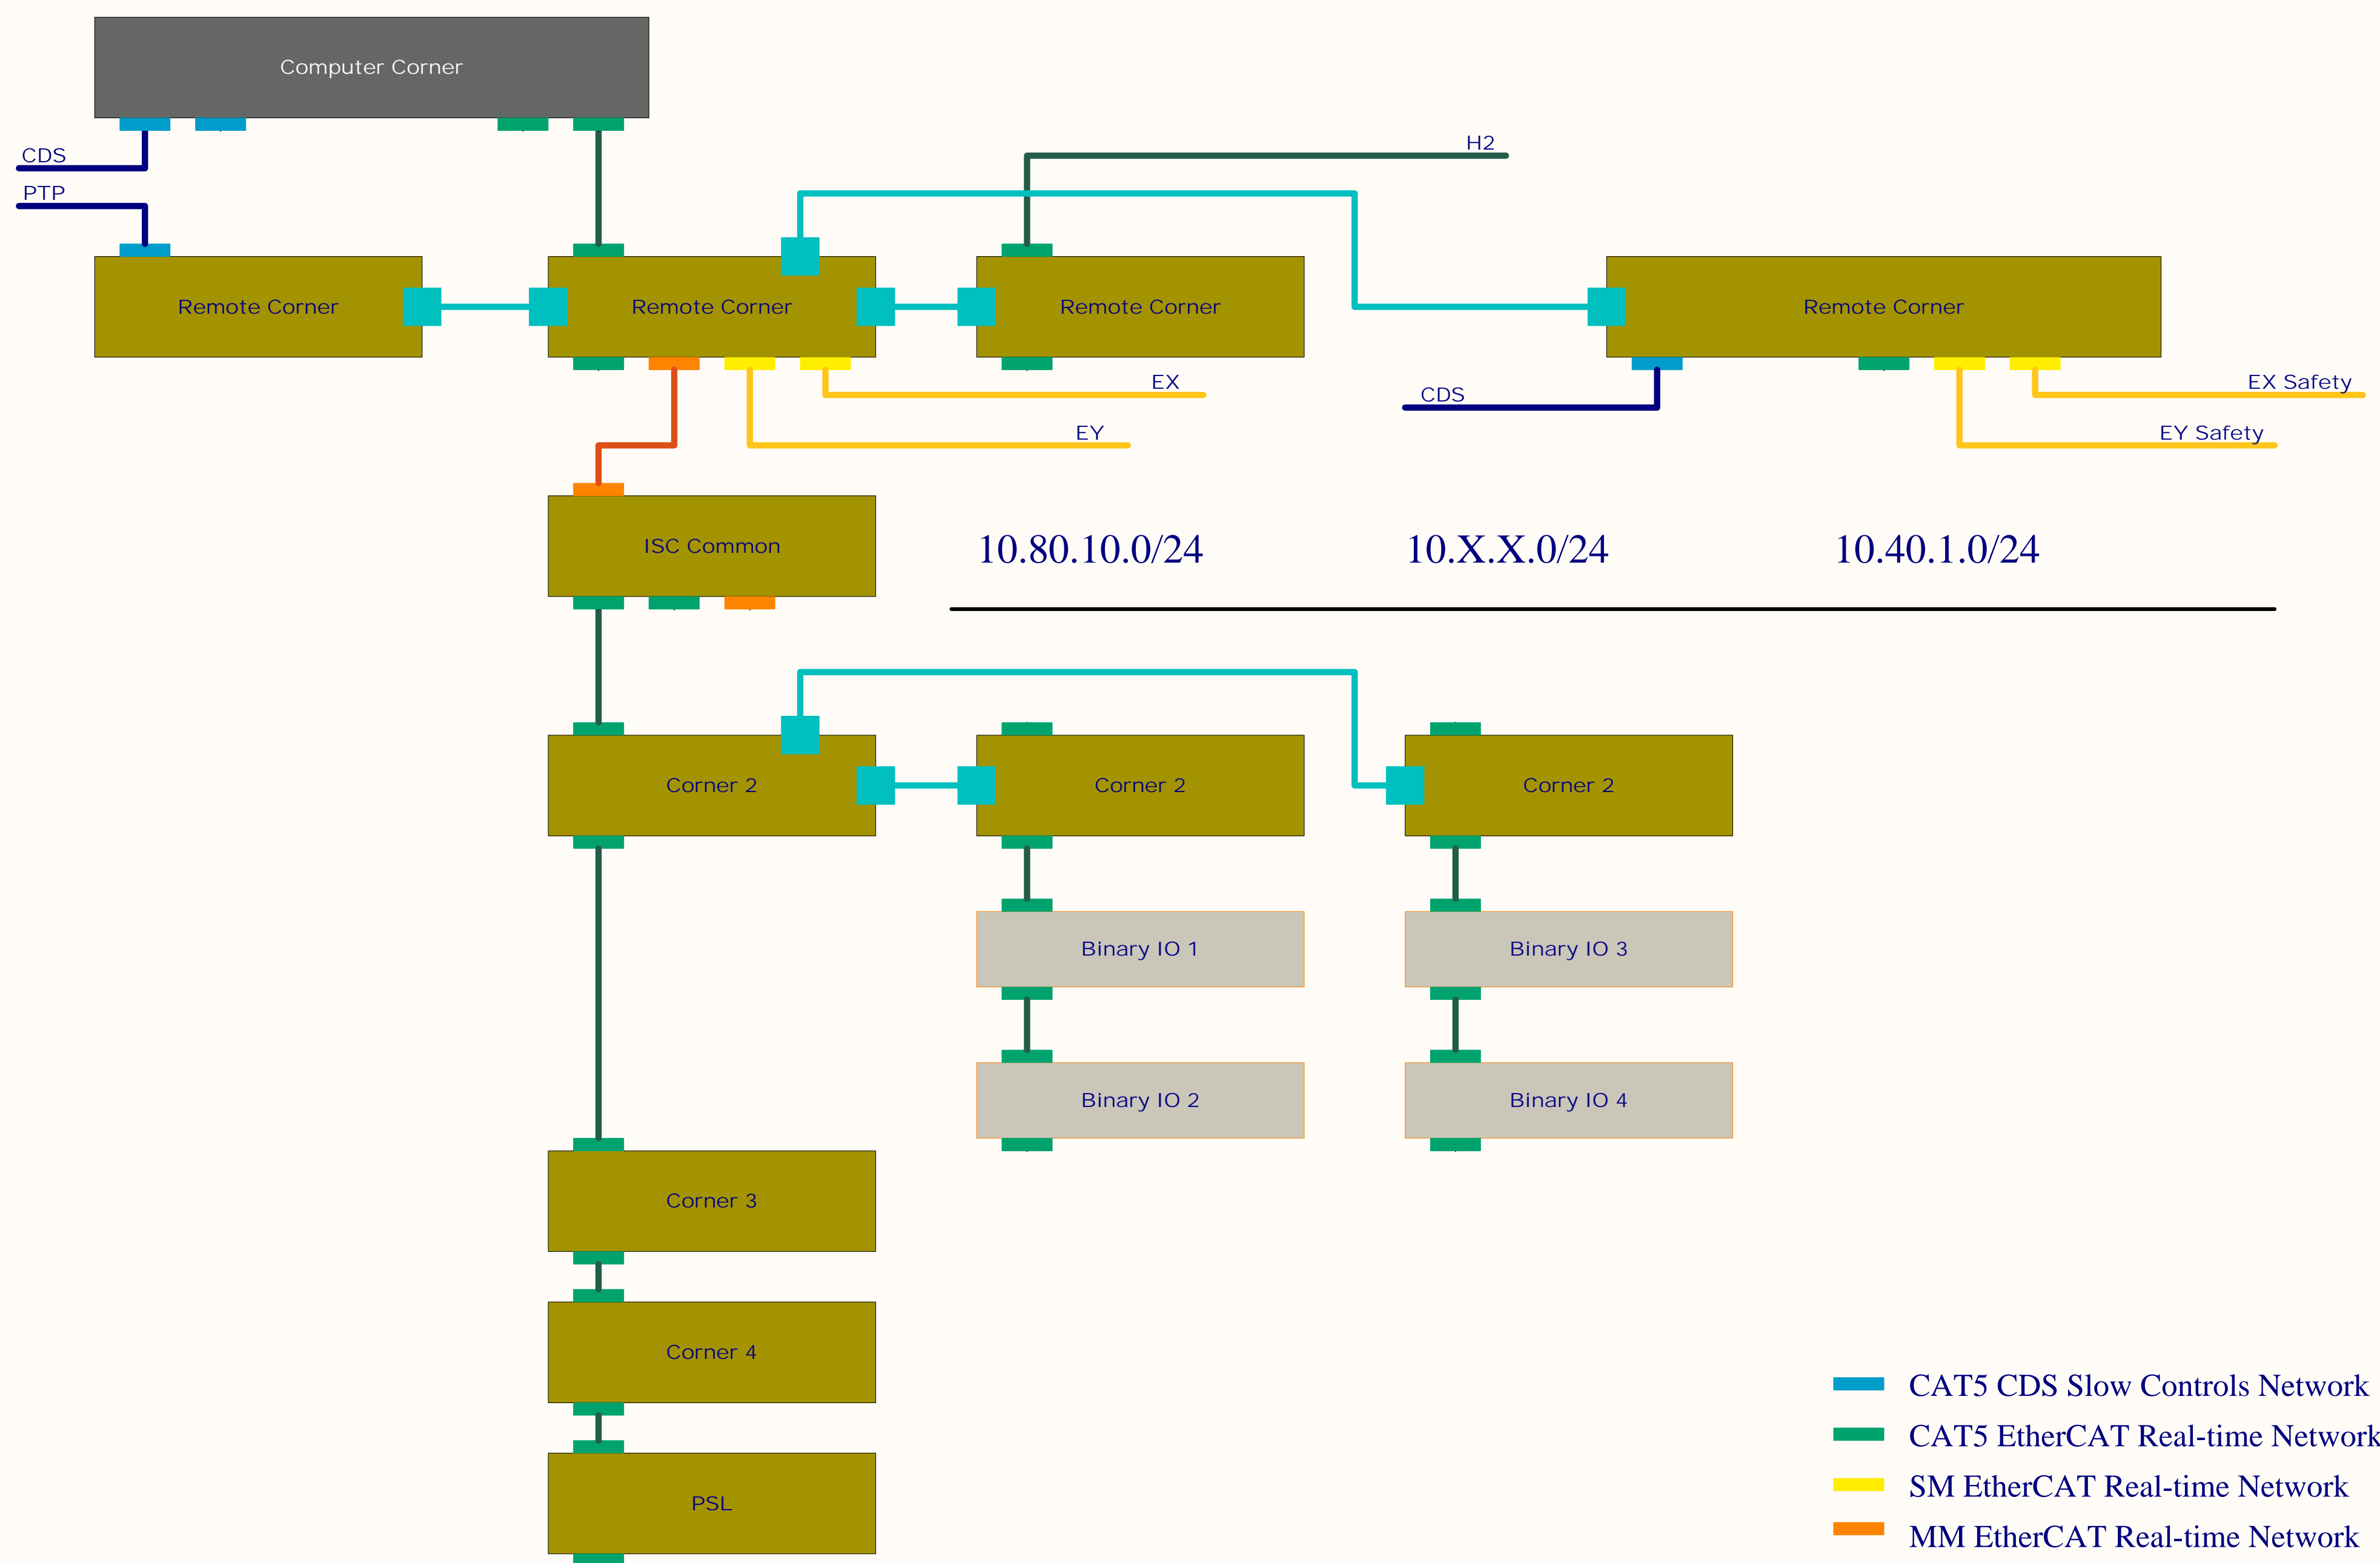 Computer Corner
CDS
H2
PTP
Remote Corner
Remote Corner
Remote Corner
Remote Corner
EX
EX Safety
CDS
EY
EY Safety
ISC Common
10.80.10.0/24
10.X.X.0/24
10.40.1.0/24
Corner 2
Corner 2
Corner 2
Binary IO 1
Binary IO 3
Binary IO 2
Binary IO 4
Corner 3
Corner 4
PSL
CAT5 CDS Slow Controls Network
CAT5 EtherCAT Real-time Network
SM EtherCAT Real-time Network
MM EtherCAT Real-time Network